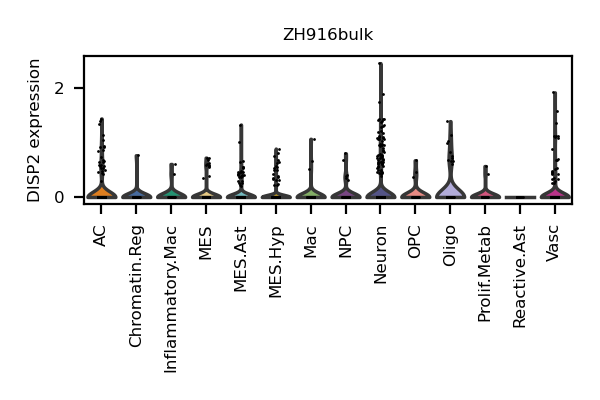 ZH916bulk
DISP2 expression
2
0
AC
Chromatin.Reg
Inflammatory.Mac
MES
MES.Ast
MES.Hyp
Mac
NPC
Neuron
OPC
Oligo
Prolif.Metab
Reactive.Ast
Vasc